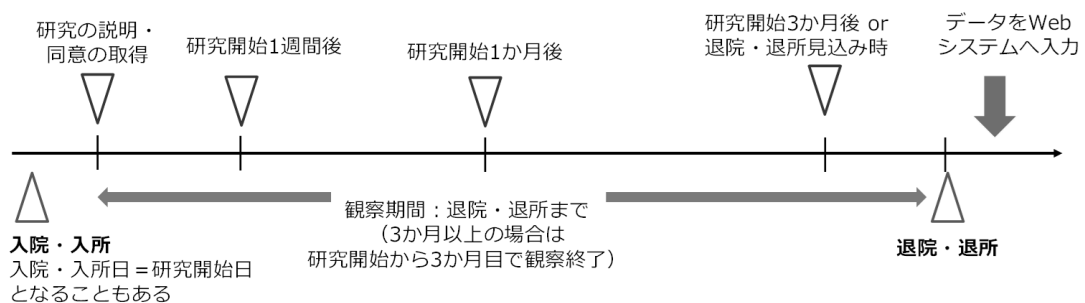 研究の説明・
同意の取得
研究開始1週間後
研究開始1か月後
研究開始3か月後 or
退院・退所見込み時
データをWeb
システムへ入力
観察期間：退院・退所まで
（3か月以上の場合は
研究開始から3か月目で観察終了）
入院・入所
入院・入所日＝研究開始日
となることもある
退院・退所